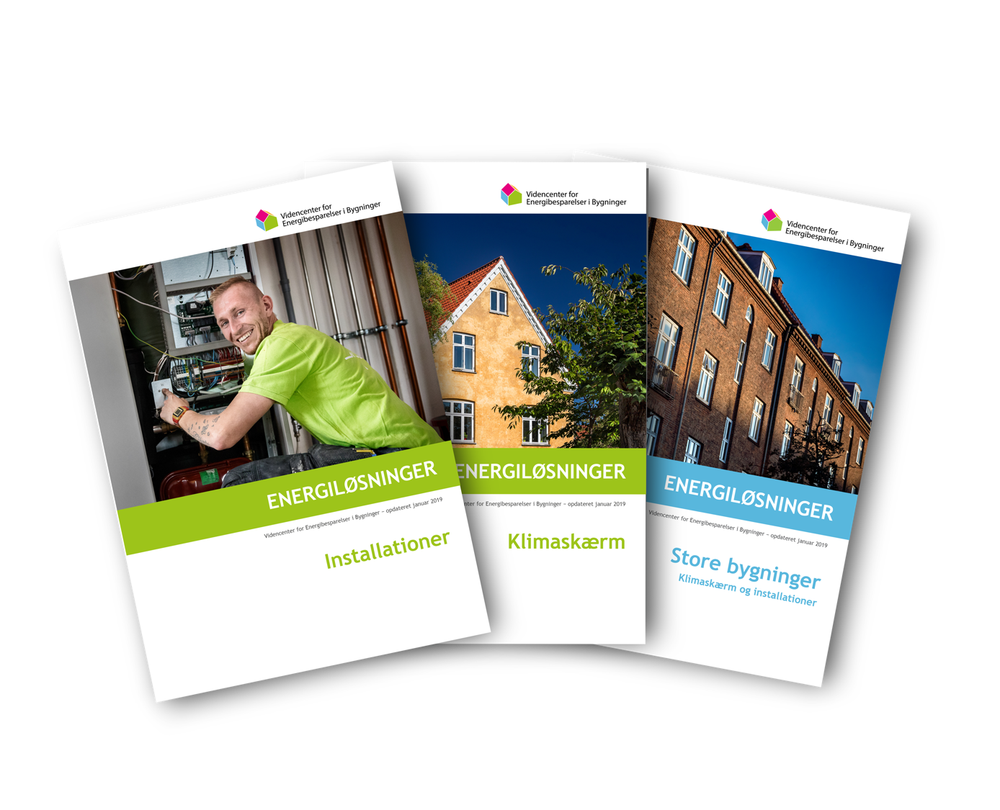 Videncenter for
Energibesparelser i Bygninger
ENERGILØSNINGER
Videncenter for Energibesparelser i Bygninger – opdateret januar 2019
Installationer
Videncenter for
Energibesparelser i Bygninger
ENERGILØSNINGER
for Energibesparelser i Bygninger – opdateret januar 2019
Klimaskærm
Videncenter for
Energibesparelser i Bygninger
ENERGILØSNINGER
Videncenter for Energibesparelser i Bygninger – opdateret januar 2019
Store bygninger
Klimaskærm og installationer